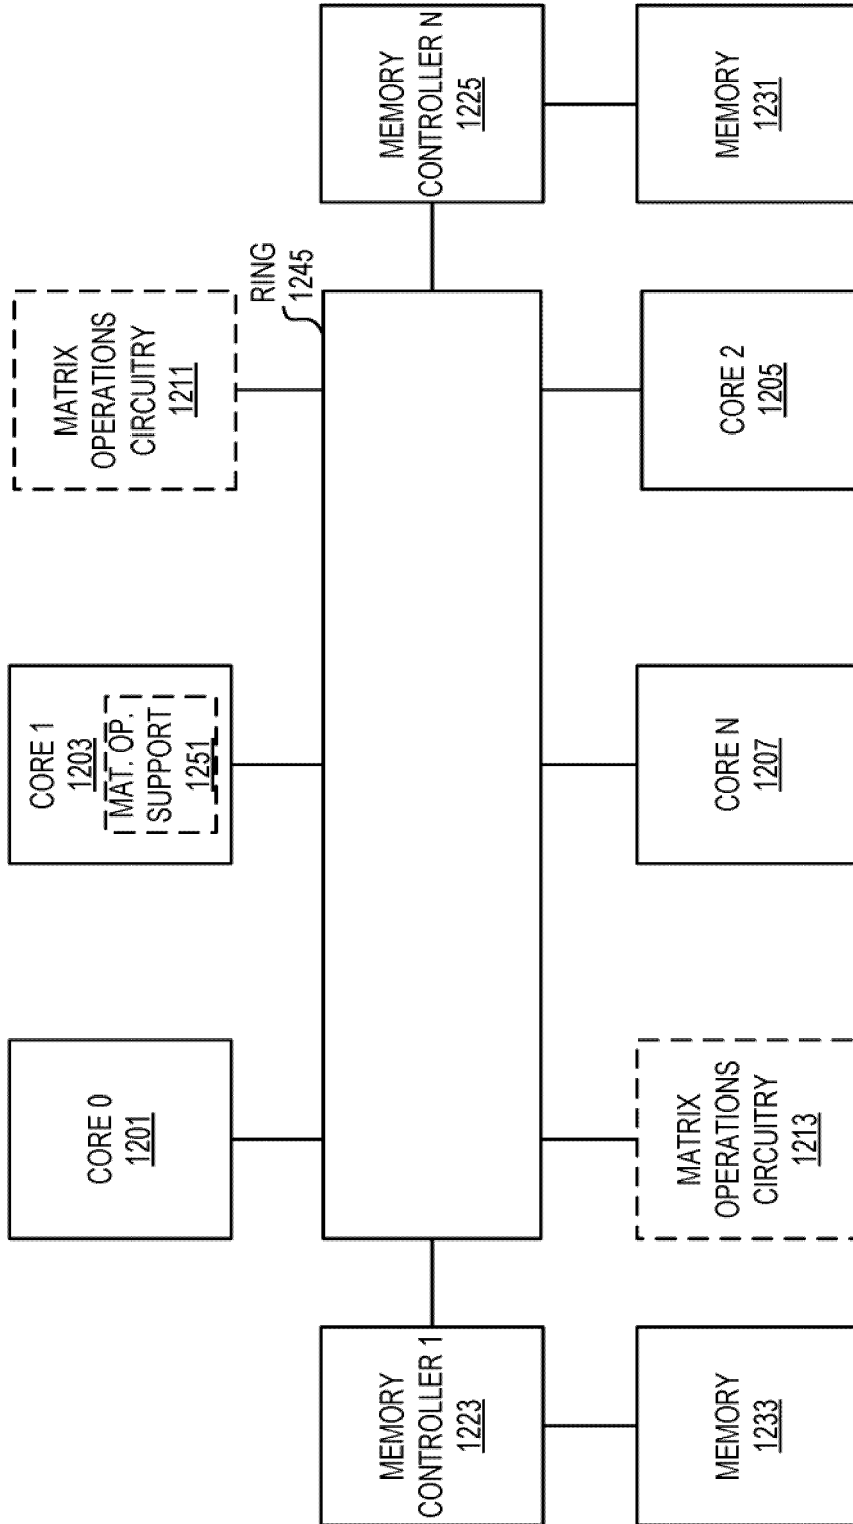 CORE 0
1201
CORE 1
1203
MAT. OP.
SUPPORT
1251
MATRIX
OPERATIONS
CIRCUITRY
1211
RING
1245
MEMORY
CONTROLLER 1
1223
MEMORY
CONTROLLER N
1225
MEMORY
1233
MATRIX
OPERATIONS
CIRCUITRY
1213
CORE N
1207
CORE 2
1205
MEMORY
1231